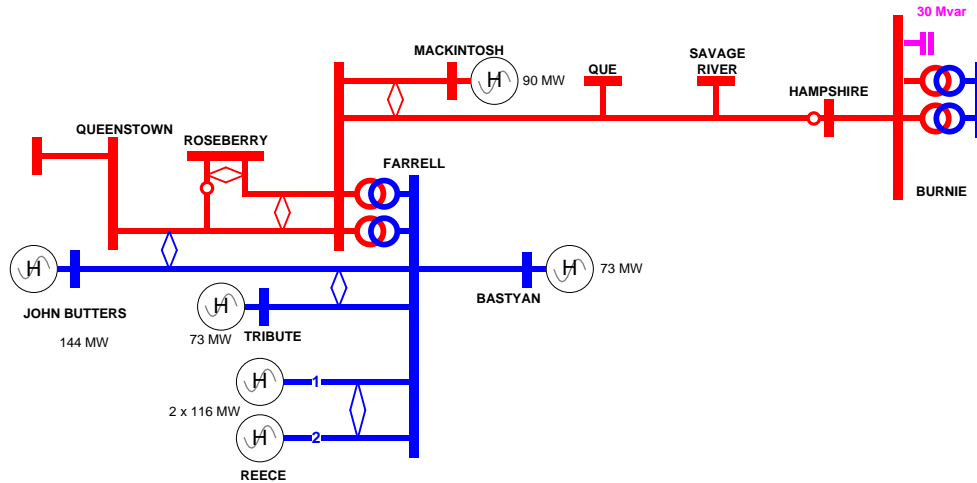 30 Mvar
MACKINTOSH
H
90 MW
QUE
SAVAGE
RIVER
HAMPSHIRE
QUEENSTOWN
ROSEBERRY
FARRELL
BURNIE
H
JOHN BUTTERS
144 MW
H
73 MW
TRIBUTE
BASTYAN
H
73 MW
H
1
2 x 116 MW
H
2
REECE